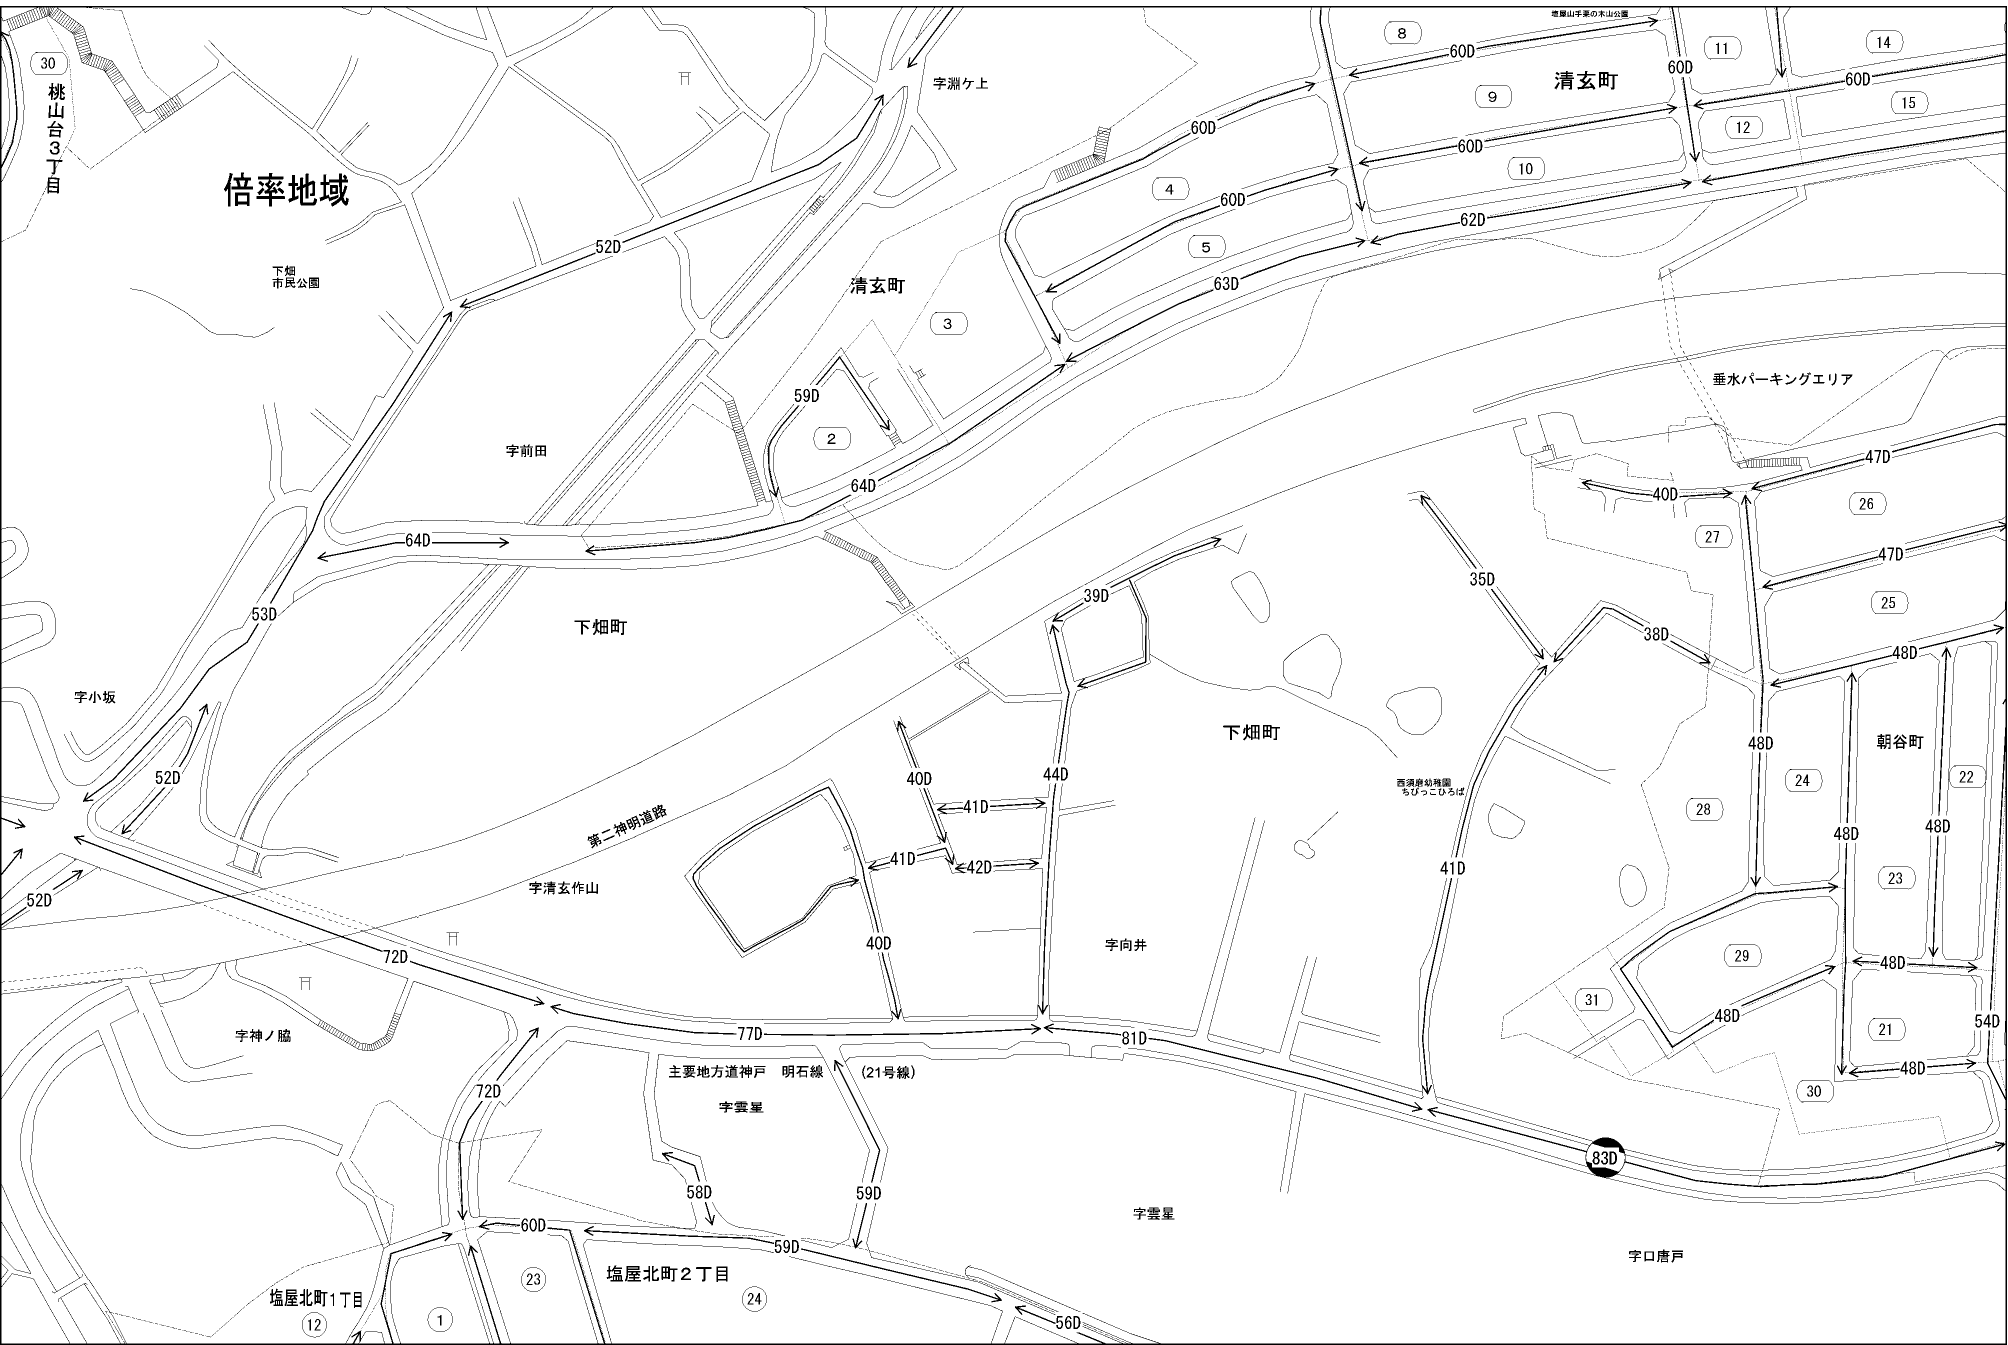 塩屋山手栗の木山公園
8
60D
11
14
60D
清玄町
30
桃山台3丁目
字淵ケ上
9
60D
15
12
60D
60D
10
倍率地域
4
60D
62D
52D
5
下畑
市民公園
清玄町
63D
3
垂水パーキングエリア
59D
2
字前田
64D
47D
40D
26
27
64D
47D
39D
35D
25
53D
下畑町
38D
48D
字小坂
下畑町
48D
朝谷町
52D
40D
44D
41D
西須磨幼稚園
ちびっこひろば
24
22
28
48D
48D
第二神明道路
41D
42D
41D
字清玄作山
23
52D
40D
字向井
72D
29
48D
31
字神ノ脇
77D
81D
48D
21
54D
主要地方道神戸 明石線 (21号線)
72D
字雲星
48D
30
83D
58D
59D
字雲星
60D
59D
字口唐戸
23
塩屋北町2丁目
24
塩屋北町1丁目
12
1
56D